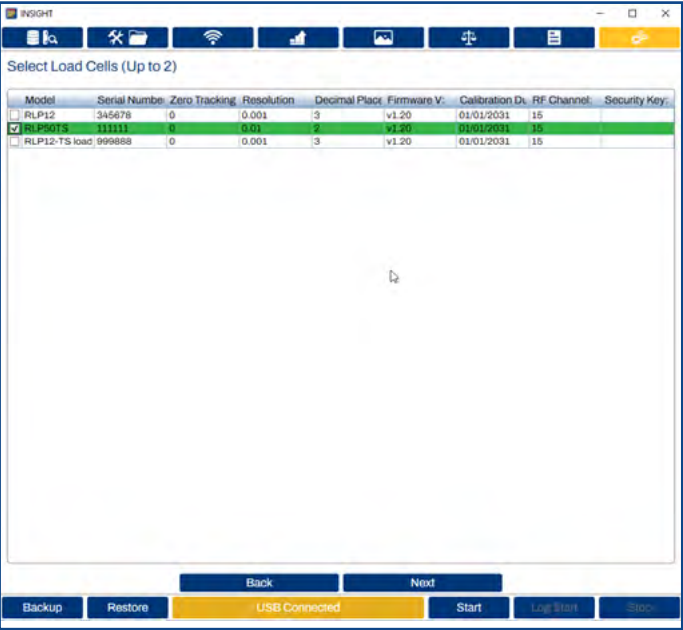 INSIGHT
Select Load Cells (Up to 2)
Model Serial Numbe Zero Tracking Resolution Decimal Place Firmware V: Calibration Du RF Channel: Security Key:
RLP12 345678 0 0.001 3 v1.20 01/01/2031 15
RLP50TS 111111 0 0.01 2 v1.20 01/01/2031 15
RLP12-TS load 999888 0 0.001 3 v1.20 01/01/2031 15
Back Next
Backup Restore USB Connected Start Log Start Stop